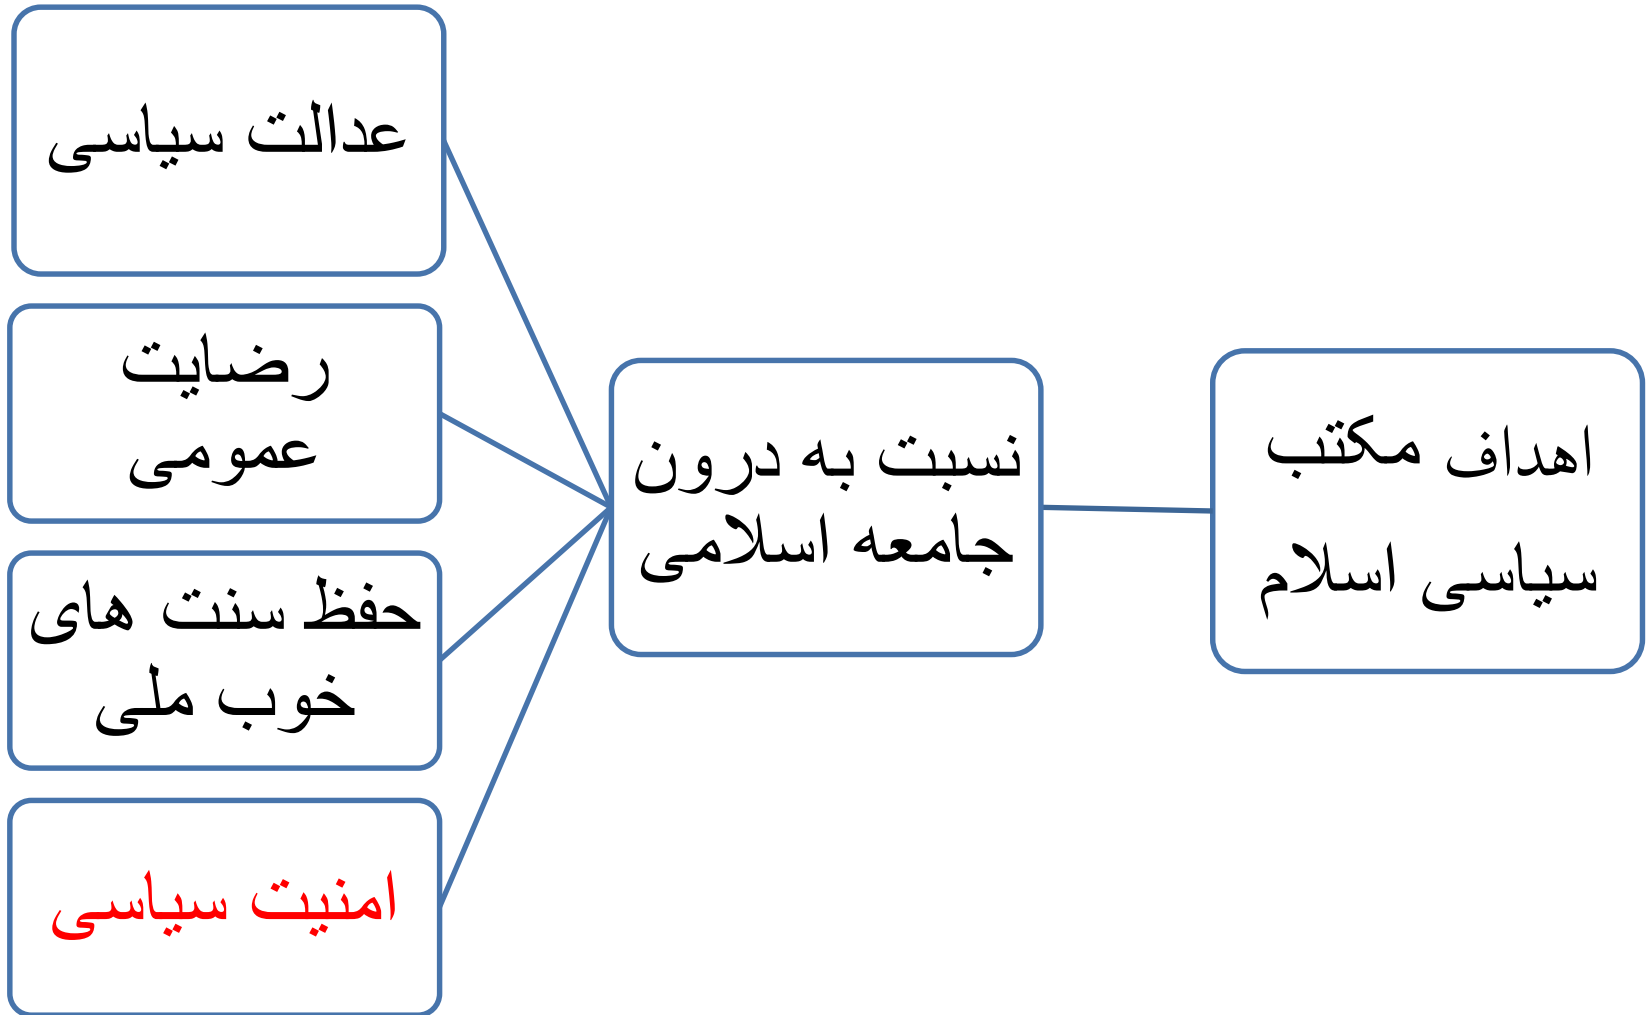 اهداف مکتب
سیاسی اسلام
نسبت به درون
جامعه اسلامی
عدالت سیاسی
رضایت
عمومی
حفظ سنت های
خوب ملی
امنیت سیاسی